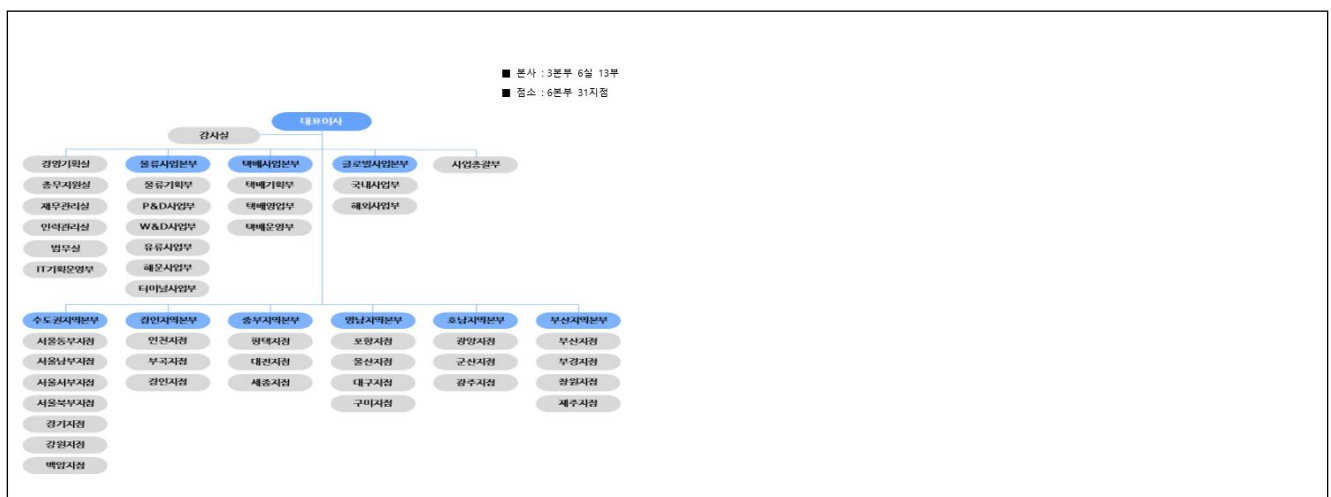 ■ 본사 : 3본부 6실 13부
■ 점소 : 6본부 31지점
대표이사
감사실
경영기획실 물류사업본부 택배사업본부 글로벌사업본부 사업총괄부
총무지원실 물류기획부 택배기획부 국내사업부
재무관리실 P&D사업부 택배영업부 해외사업부
인력관리실 W&D사업부 택배운영부
법무실 유류사업부
IT기획운영부 해운사업부
터미널사업부
수도권지역본부 경인지역본부 중부지역본부 영남지역본부 호남지역본부 부산지역본부
서울동부지점 인천지점 평택지점 포항지점 광양지점 부산지점
서울남부지점 부곡지점 대전지점 울산지점 군산지점 부경지점
서울서부지점 경인지점 세종지점 대구지점 광주지점 창원지점
서울북부지점 구미지점 제주지점
경기지점
강원지점
백암지점